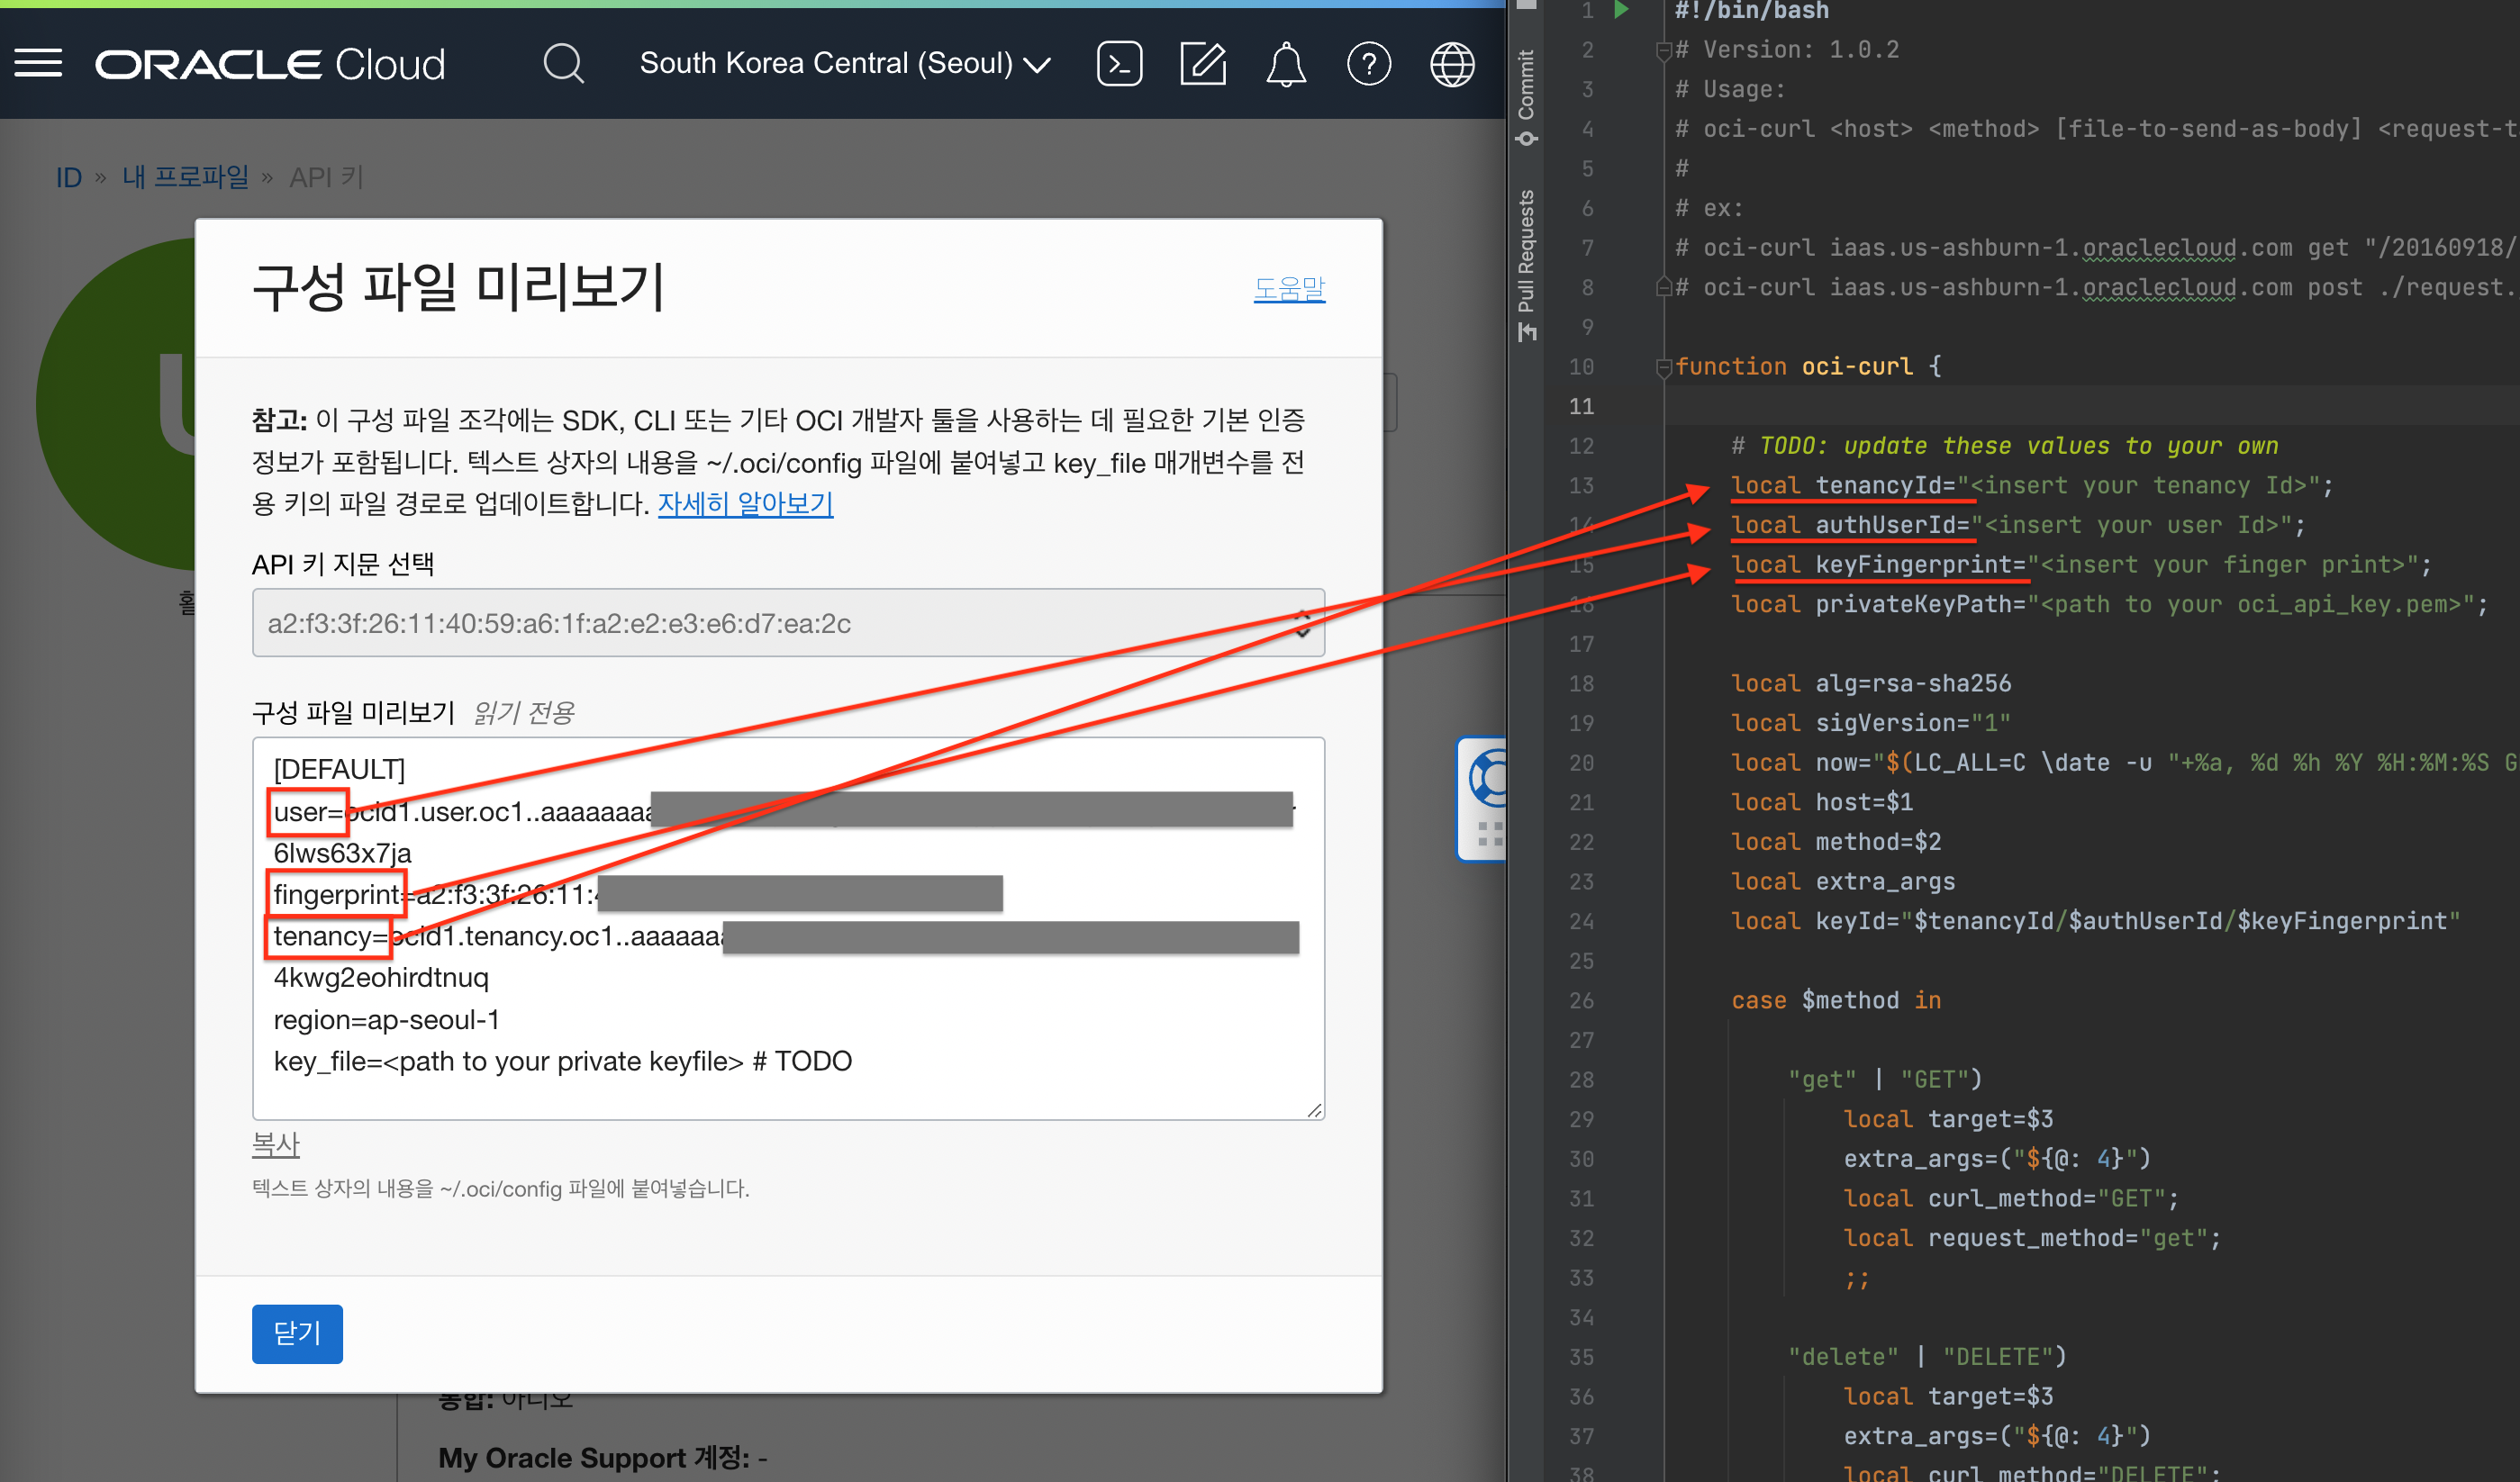 ORACLE Cloud
South Korea Central (Seoul)
ID » 내 프로파일 » API 키
구성 파일 미리보기
도움말
참고: 이 구성 파일 조각에는 SDK, CLI 또는 기타 OCI 개발자 툴을 사용하는 데 필요한 기본 인증
정보가 포함됩니다. 텍스트 상자의 내용을 ~/.oci/config 파일에 붙여넣고 key_file 매개변수를 전
용 키의 파일 경로로 업데이트합니다. 자세히 알아보기
API 키 지문 선택
a2:f3:3f:26:11:40:59:a6:1f:a2:e2:e3:e6:d7:ea:2c
구성 파일 미리보기 읽기 전용
[DEFAULT]
user=ocid1.user.oc1..aaaaaaaa
6lws63x7ja
fingerprint=a2:f3:3f:26:11:4
tenancy=ocid1.tenancy.oc1..aaaaaaa
4kwg2eohirdtnuq
region=ap-seoul-1
key_file=<path to your private keyfile> # TODO
복사
텍스트 상자의 내용을 ~/.oci/config 파일에 붙여넣습니다.
닫기
통합: 아니오
My Oracle Support 계정: -
Commit
Pull Requests
1 #!/bin/bash
2 # Version: 1.0.2
3 # Usage:
4 # oci-curl <host> <method> [file-to-send-as-body] <request-t
5 #
6 # ex:
7 # oci-curl iaas.us-ashburn-1.oraclecloud.com get "/20160918/
8 # oci-curl iaas.us-ashburn-1.oraclecloud.com post ./request.
9
10 function oci-curl {
11
12 # TODO: update these values to your own
13 local tenancyId="<insert your tenancy Id>";
14 local authUserId="<insert your user Id>";
15 local keyFingerprint="<insert your finger print>";
16 local privateKeyPath="<path to your oci_api_key.pem>";
17
18 local alg=rsa-sha256
19 local sigVersion="1"
20 local now="$(LC_ALL=C \date -u "+%a, %d %h %Y %H:%M:%S G
21 local host=$1
22 local method=$2
23 local extra_args
24 local keyId="$tenancyId/$authUserId/$keyFingerprint"
25
26 case $method in
27
28 "get" | "GET")
29 local target=$3
30 extra_args=("${@: 4}")
31 local curl_method="GET";
32 local request_method="get";
33 ;;
34
35 "delete" | "DELETE")
36 local target=$3
37 extra_args=("${@: 4}")
38 local curl_method="DELETE";